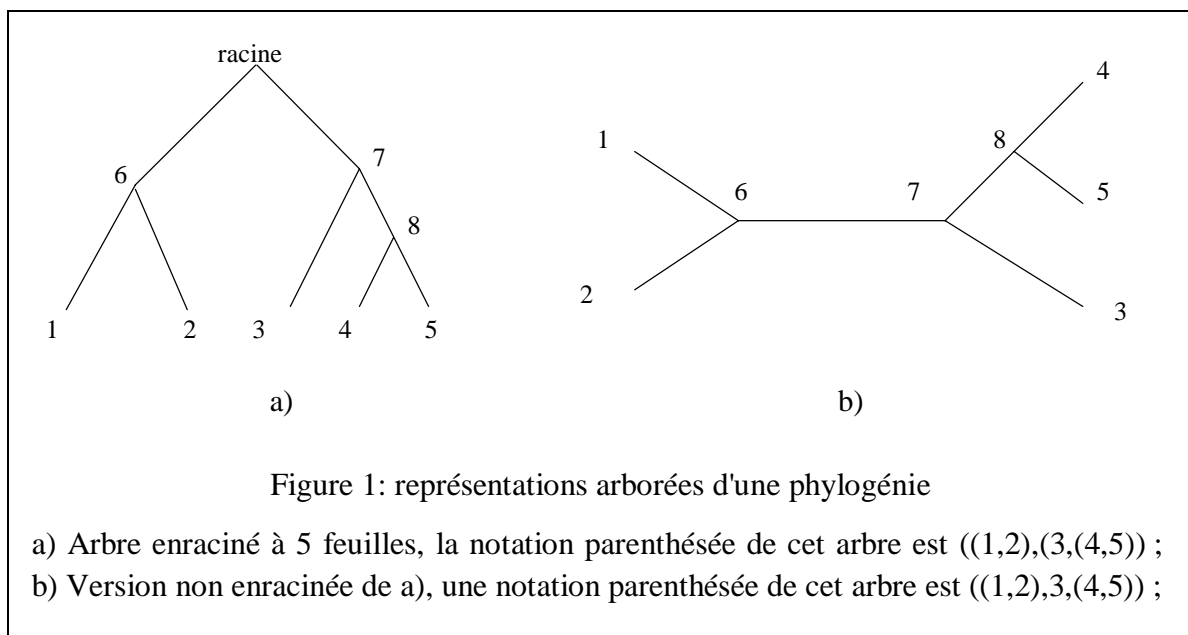 racine
6
7
8
1
2
3
4
5
a)
1
2
6
7
8
4
5
3
b)
Figure 1: représentations arborées d'une phylogénie
a) Arbre enraciné à 5 feuilles, la notation parenthésée de cet arbre est ((1,2),(3,(4,5)) ;
b) Version non enracinée de a), une notation parenthésée de cet arbre est ((1,2),3,(4,5)) ;